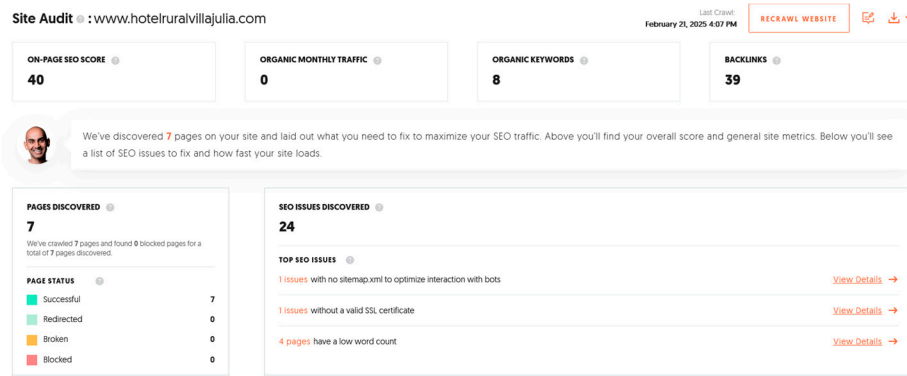 Site Audit : www.hotelruralvillajulia.com
Last Crawl:
February 21, 2025 4:07 PM
RECRAWL WEBSITE
ON-PAGE SEO SCORE ?
40
ORGANIC MONTHLY TRAFFIC ?
0
ORGANIC KEYWORDS ?
8
BACKLINKS ?
39
We've discovered 7 pages on your site and laid out what you need to fix to maximize your SEO traffic. Above you'll find your overall score and general site metrics. Below you'll see
a list of SEO issues to fix and how fast your site loads.
PAGES DISCOVERED ?
7
We've crawled 7 pages and found 0 blocked pages for a
total of 7 pages discovered.
PAGE STATUS ?
Successful 7
Redirected 0
Broken 0
Blocked 0
SEO ISSUES DISCOVERED ?
24
TOP SEO ISSUES ?
1 issues with no sitemap.xml to optimize interaction with bots View Details →
1 issues without a valid SSL certificate View Details →
4 pages have a low word count View Details →